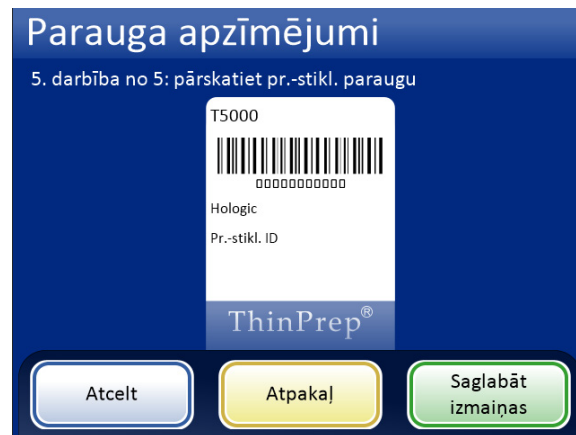 Parauga apzīmējumi
5. darbība no 5: pārskatiet pr.-stikl. paraugu
T5000
Hologic
Pr.-stikl. ID
ThinPrep®
Atcelt
Atpakaļ
Saglabāt
izmaiņas